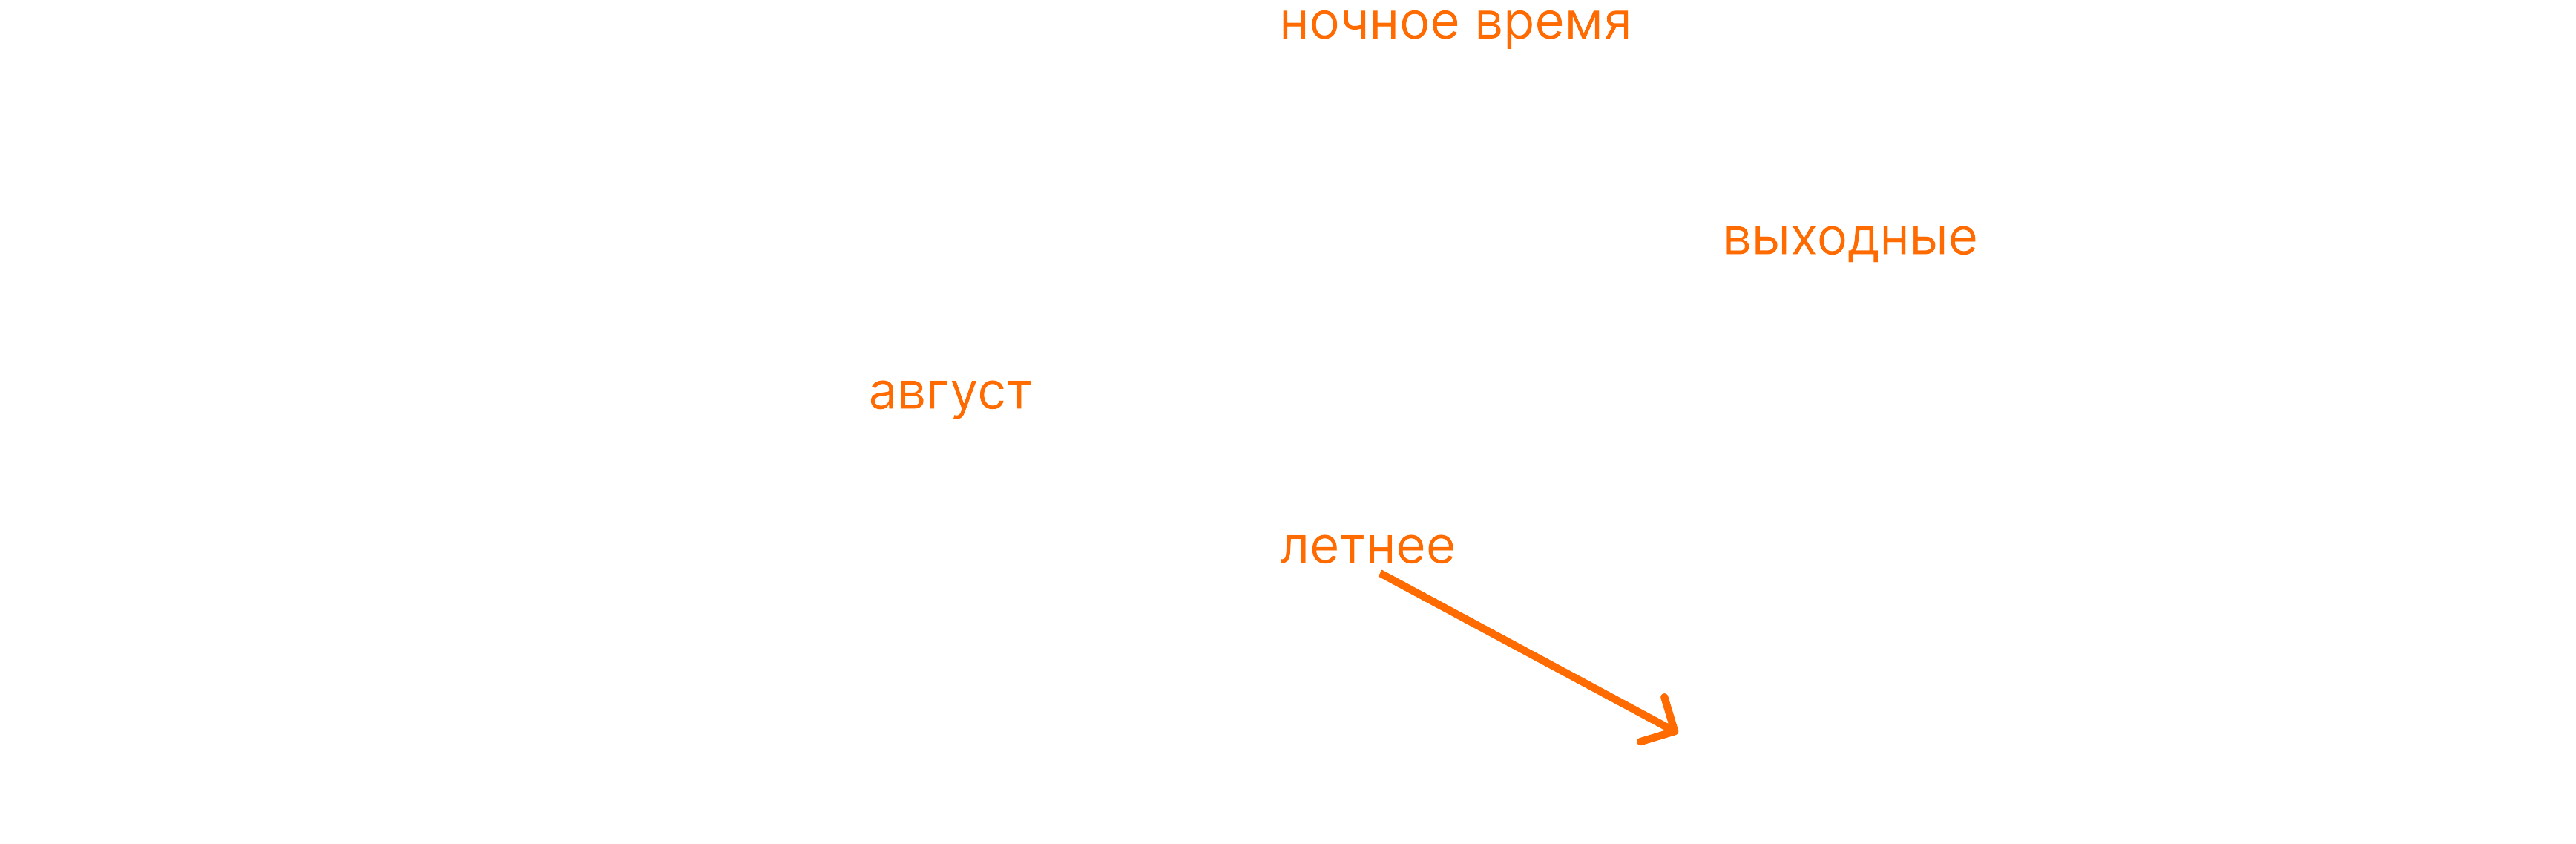 ночное время
выходные
август
летнее